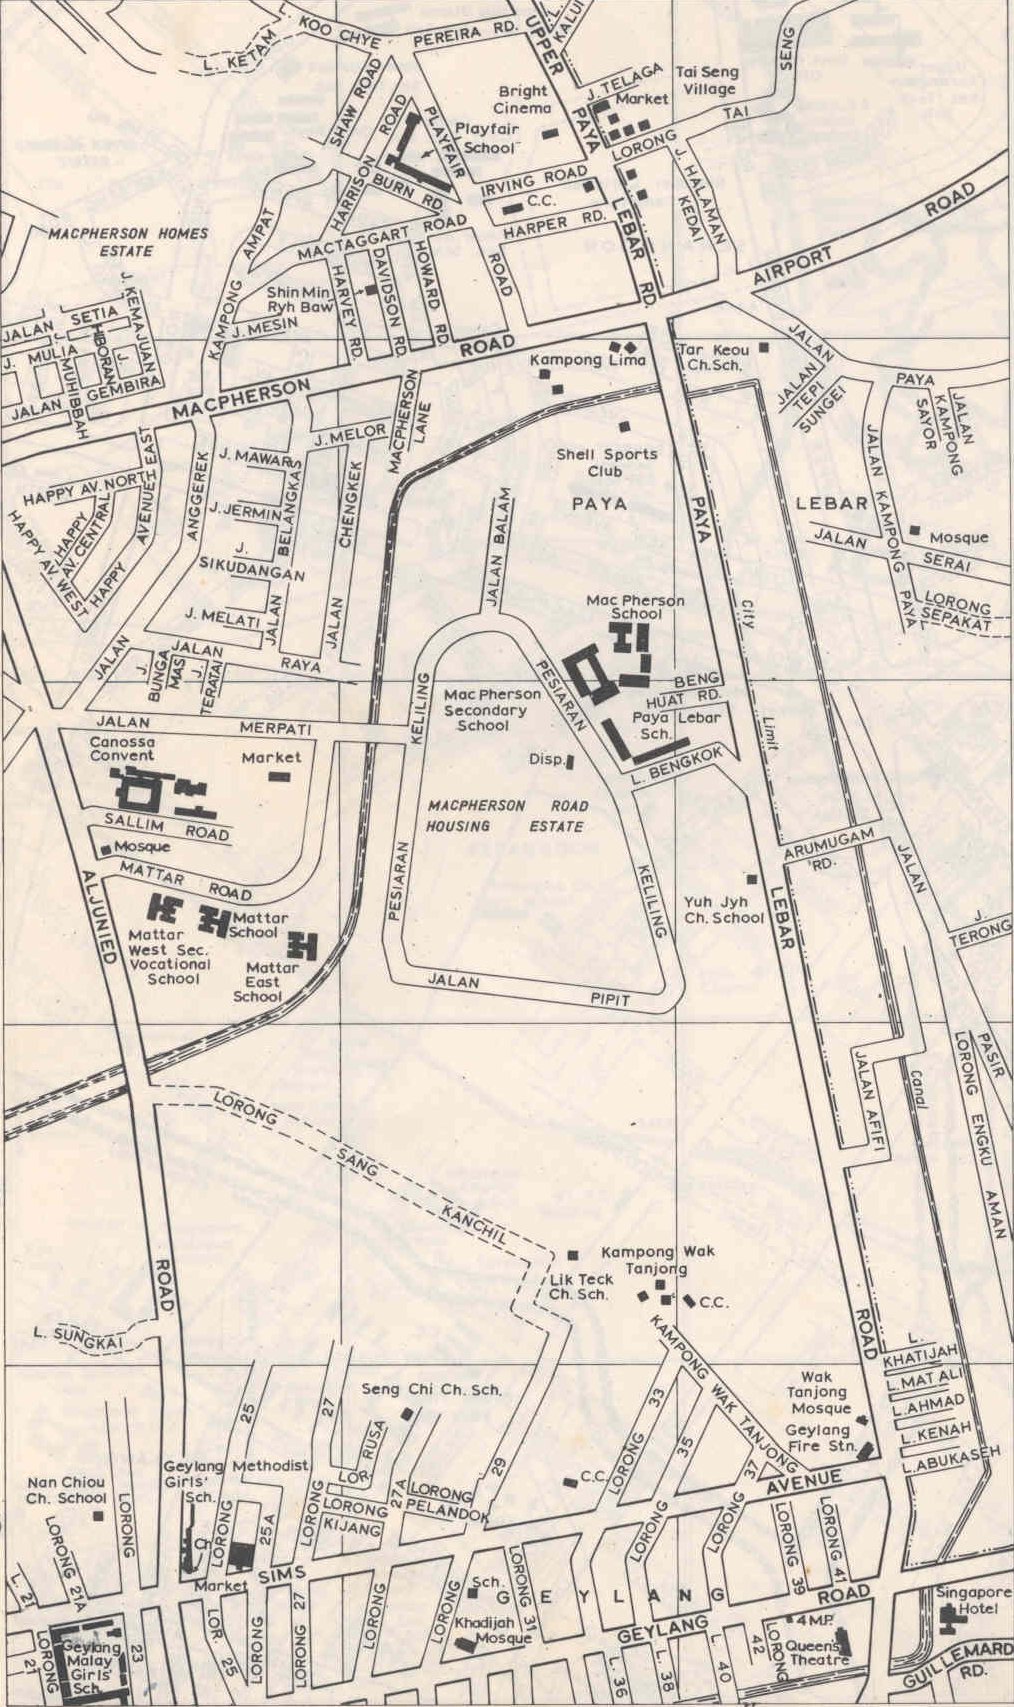 L. KOO CHYE
PEREIRA RD.
L. KETAM
UPPER
PAYA
LEBAR
RD.
L. KALU
J. TELAGA
Market
Tai Seng
Village
LORONG
TAI
SENG
Bright
Cinema
SHAW ROAD
HARRISON
ROAD
PLAYFAIR
ROAD
Playfair
School
BURN RD.
IRVING ROAD
C.C.
HARPER RD.
J. HALAMAN
KEDAI
AIRPORT
ROAD
MACPHERSON HOMES
ESTATE
KAMPONG
AMPAT
MACTAGGART ROAD
HARVEY RD.
DAVIDSON RD.
HOWARD RD
Shin Min
Ryh Baw
J. MESIN
J. KEMAJUAN
J.
JALAN
SETIA
J. MULIA
J.
HIBORAN
J.
MUHIBBAH
JALAN
GEMBIRA
MACPHERSON
ROAD
Kampong Lima
Tar Keou
Ch.Sch.
JALAN
PAYA
JALAN
TEPI
SUNGEI
JALAN
KAMPONG
SAYOR
JALAN KAMPONG PAYA
J. MELOR
MACPHERSON
LANE
J. MAWAR
HAPPY AV. NORTH
HAPPY
AV. CENTRAL
HAPPY AV. WEST
HAPPY
AVENUE EAST
JALAN
ANGGEREK
J. JERMIN
J.
SIKUDANGAN
JALAN
BELANGKAS
JALAN
CHENGKEK
J. MELATI
JALAN
RAYA
J.
BUNGA
MAS
J.
TERATAI
Shell Sports
Club
PAYA
LEBAR
PAYA
LEBAR
ROAD
JALAN
SERAI
Mosque
LORONG
SEPAKAT
JALAN BALAM
Mac Pherson
School
City
Limit
PESIARAN
KELILING
BENG
HUAT RD.
Mac Pherson
Secondary
School
Paya Lebar
Sch.
L. BENGKOK
Disp.
JALAN
MERPATI
Canossa
Convent
Market
SALLIM ROAD
Mosque
MATTAR ROAD
Mattar
West Sec.
Vocational
School
Mattar
School
Mattar
East
School
MACPHERSON ROAD
HOUSING ESTATE
PESIARAN
KELILING
JALAN
PIPIT
Yuh Jyh
Ch. School
ARUMUGAM
RD.
JALAN
J.
TERONG
PASIR
LORONG ENGKU AMAN
JALAN AFIFI
Canal
ALJUNIED
ROAD
LORONG
SANG
KANCHIL
Kampong Wak
Tanjong
Lik Teck
Ch. Sch.
C.C.
L. SUNGKAI
L.
KHATIJAH
L.MAT ALI
L.AHMAD
L.KENAH
L.ABUKASEH
Wak
Tanjong
Mosque
Geylang
Fire Stn.
KAMPONG WAK TANJONG
Seng Chi Ch. Sch.
LOR. RUSA
25
27
29
LORONG
33
35
37
C.C.
Geylang Methodist
Girls'
Sch.
Nan Chiou
Ch. School
LORONG
LORONG
25A
LORONG
LORONG
KIJANG
27A
LORONG
PELANDOK
SIMS
AVENUE
LORONG
LORONG
LORONG 39
LORONG 41
Market
L. 21
LORONG 21A
LORONG
21
Geylang
Malay
Girls'
Sch.
23
LOR.
25
LORONG
LORONG 27
LORONG
LORONG
LORONG 31
Sch.
Khadijah
Mosque
GEYLANG
GEYLANG
ROAD
L. 36
L. 38
L. 40
LORONG
42
4 M.P.
Queen's
Theatre
Singapore
Hotel
GUILLEMARD
RD.